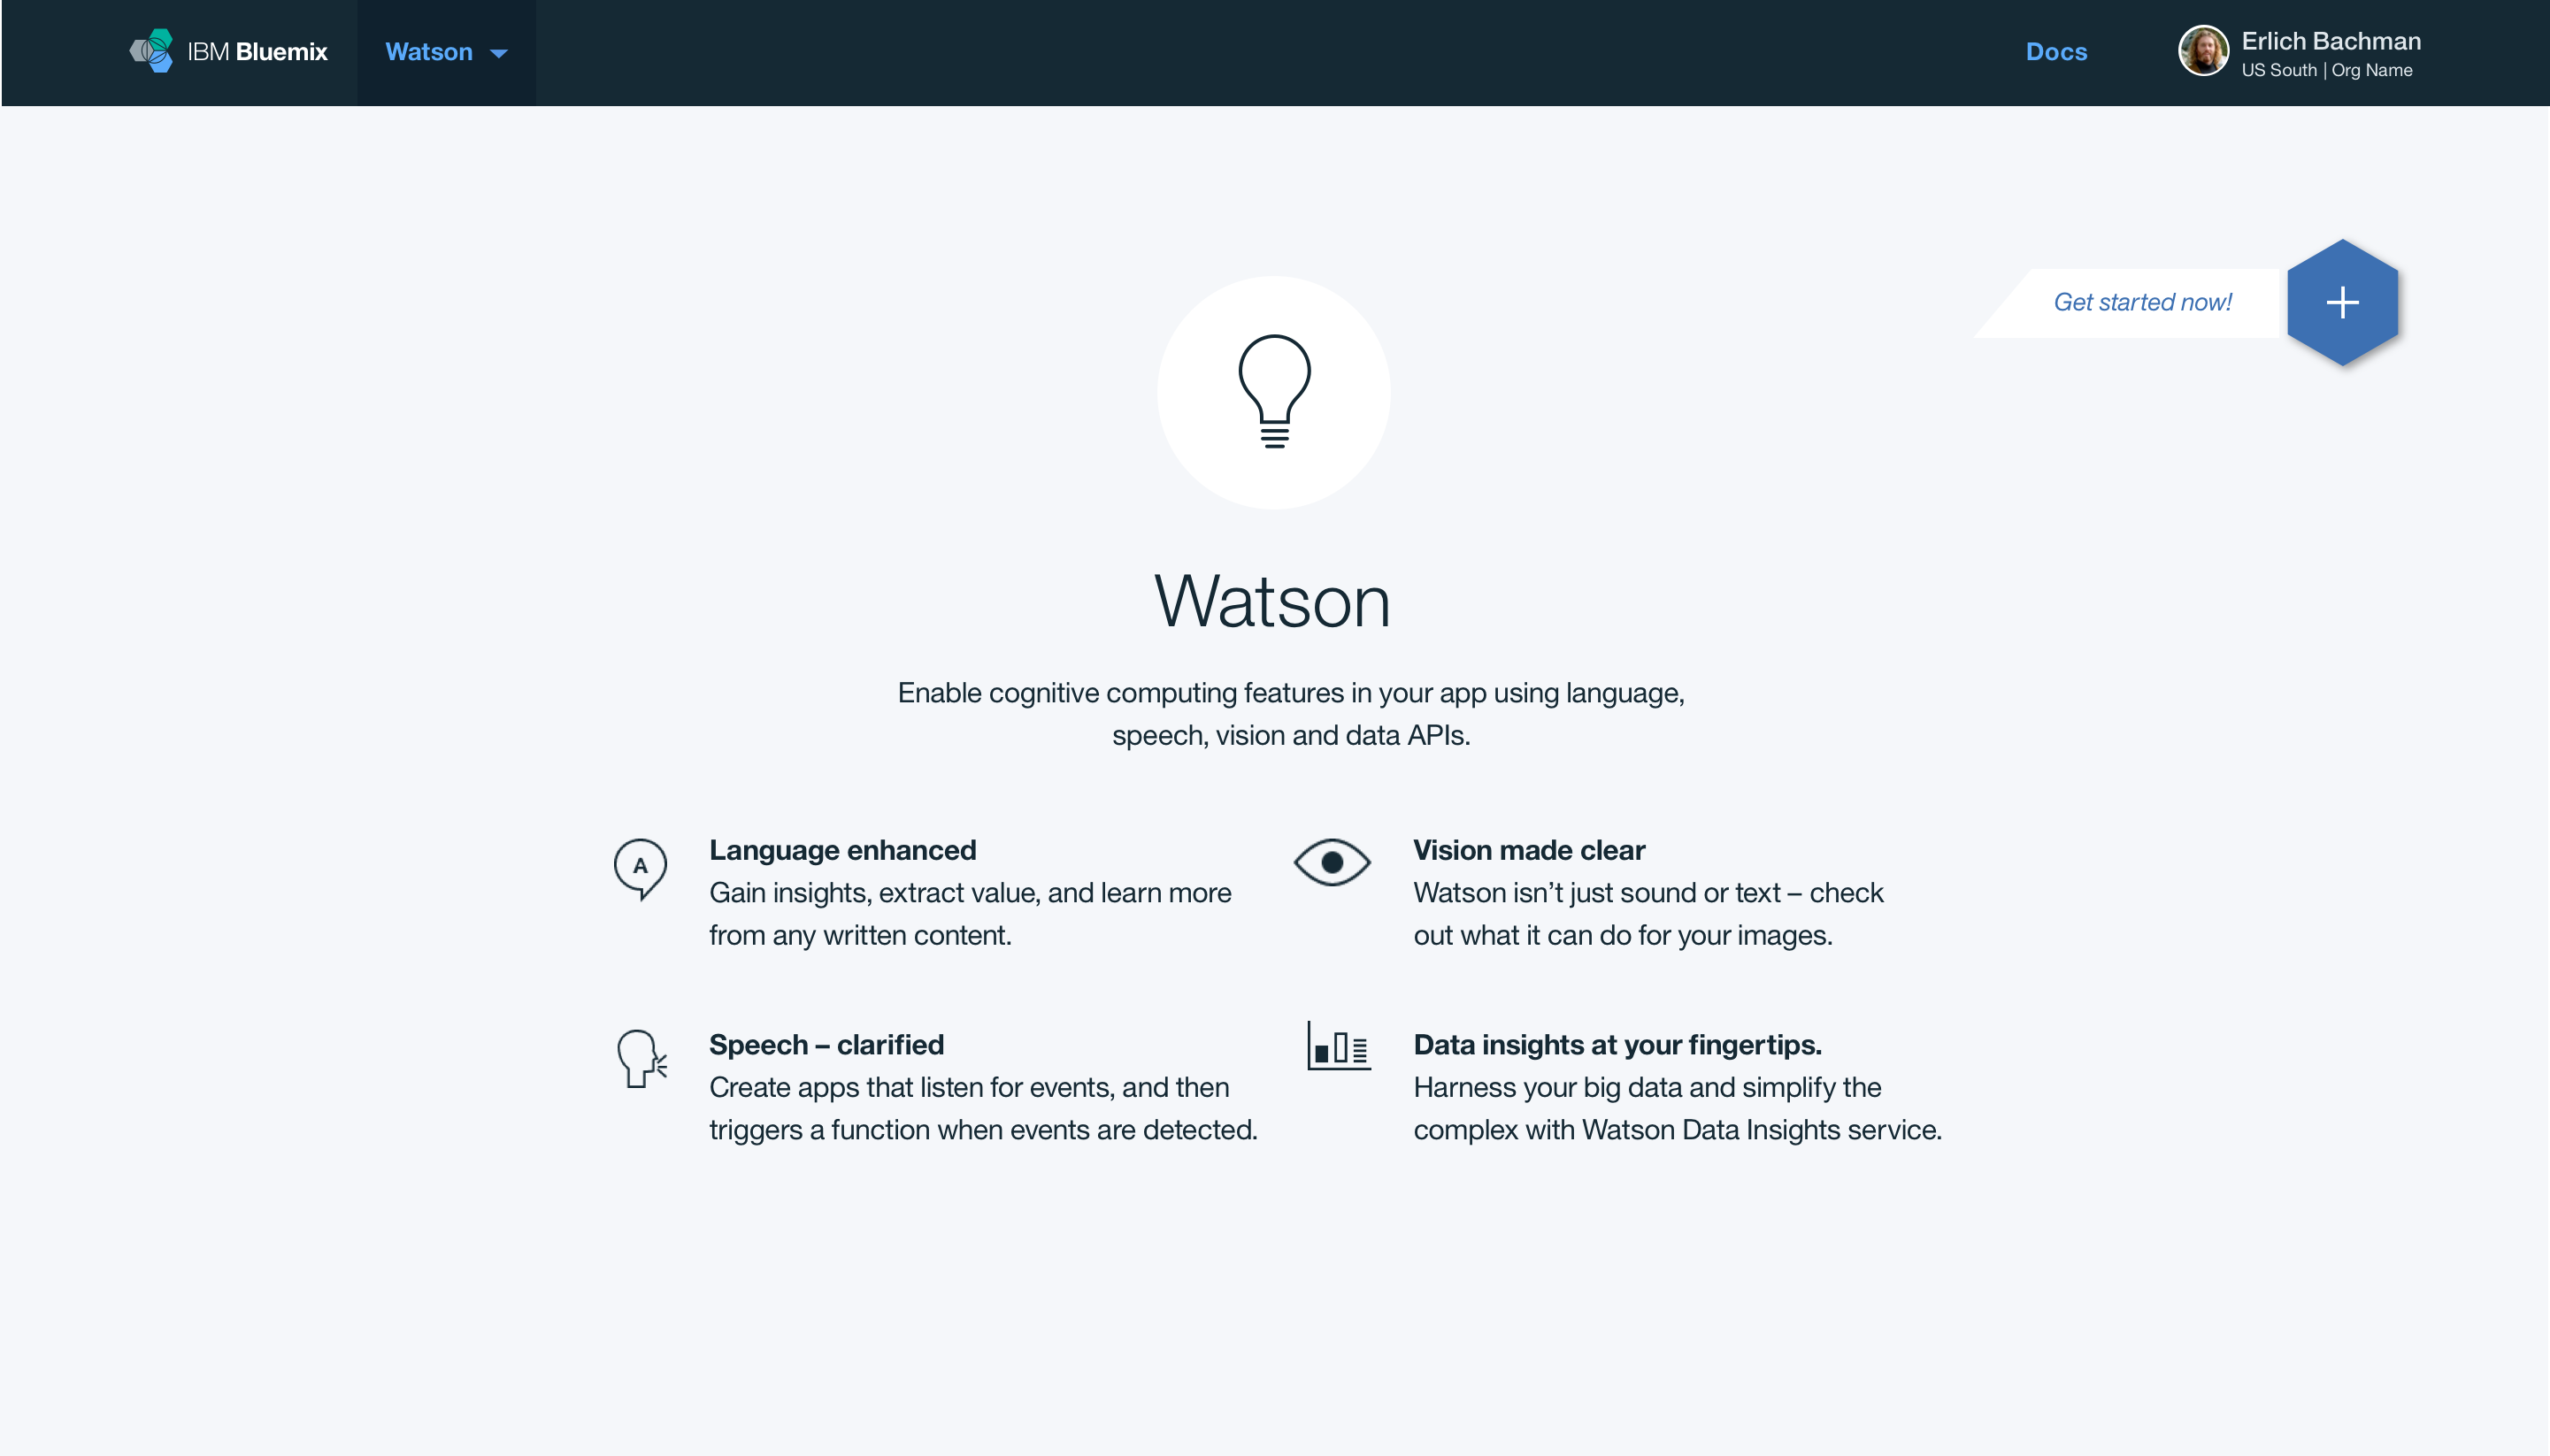 IBM Bluemix
Watson
Docs
Erlich Bachman
US South | Org Name
Get started now!
Watson
Enable cognitive computing features in your app using language,
speech, vision and data APIs.
A
Language enhanced
Gain insights, extract value, and learn more
from any written content.
Vision made clear
Watson isn’t just sound or text – check
out what it can do for your images.
Speech – clarified
Create apps that listen for events, and then
triggers a function when events are detected.
Data insights at your fingertips.
Harness your big data and simplify the
complex with Watson Data Insights service.